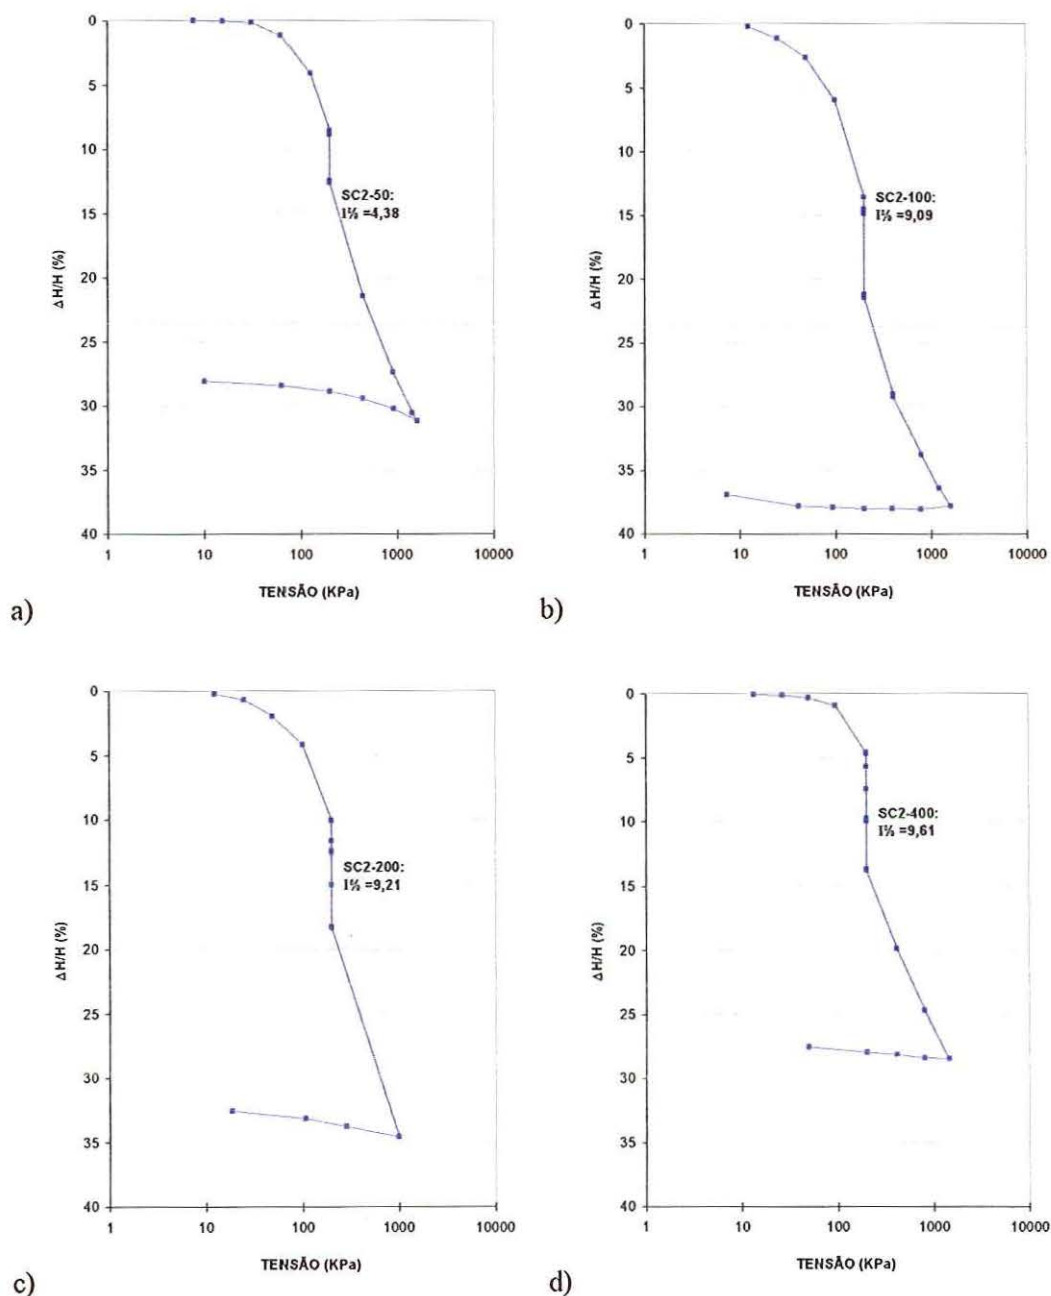 0
5
10
15
20
25
30
35
40
ΔH/H (%)
SC2-50:
I% =4,38
1
10
100
1000
10000
TENSÃO (KPa)
a)
0
5
10
15
20
25
30
35
40
ΔH/H (%)
SC2-100:
I% =9,09
1
10
100
1000
10000
TENSÃO (KPa)
b)
0
5
10
15
20
25
30
35
40
ΔH/H (%)
SC2-200:
I% =9,21
1
10
100
1000
10000
TENSÃO (KPa)
c)
0
5
10
15
20
25
30
35
40
ΔH/H (%)
SC2-400:
I% =9,61
1
10
100
1000
10000
TENSÃO (KPa)
d)